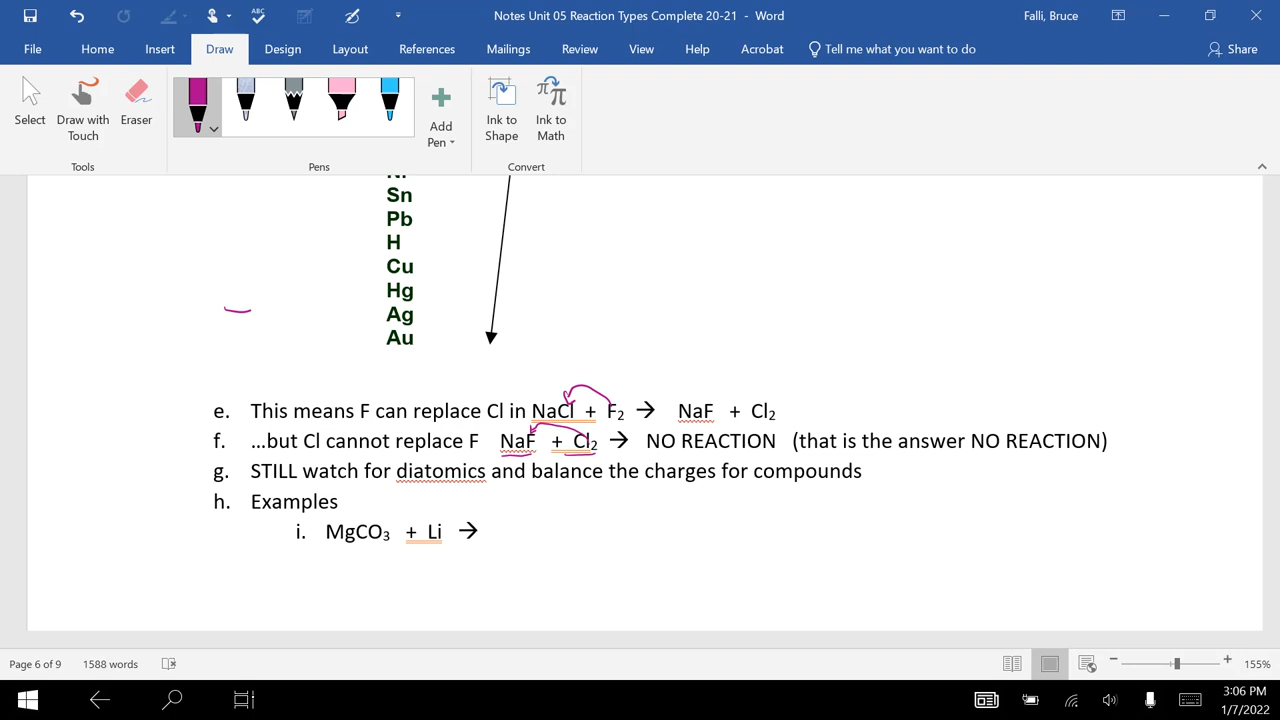 Notes Unit 05 Reaction Types Complete 20-21 - Word
Falli, Bruce
File Home Insert Draw Design Layout References Mailings Review View Help Acrobat Tell me what you want to do Share
Select
Draw with Touch
Eraser
Add Pen
Ink to Shape
Ink to Math
Tools
Pens
Convert
Sn
Pb
H
Cu
Hg
Ag
Au
e. This means F can replace Cl in NaCl + F₂ → NaF + Cl₂
f. …but Cl cannot replace F NaF + Cl₂ → NO REACTION (that is the answer NO REACTION)
g. STILL watch for diatomics and balance the charges for compounds
h. Examples
i. MgCO₃ + Li →
Page 6 of 9 1588 words
155%
3:06 PM
1/7/2022